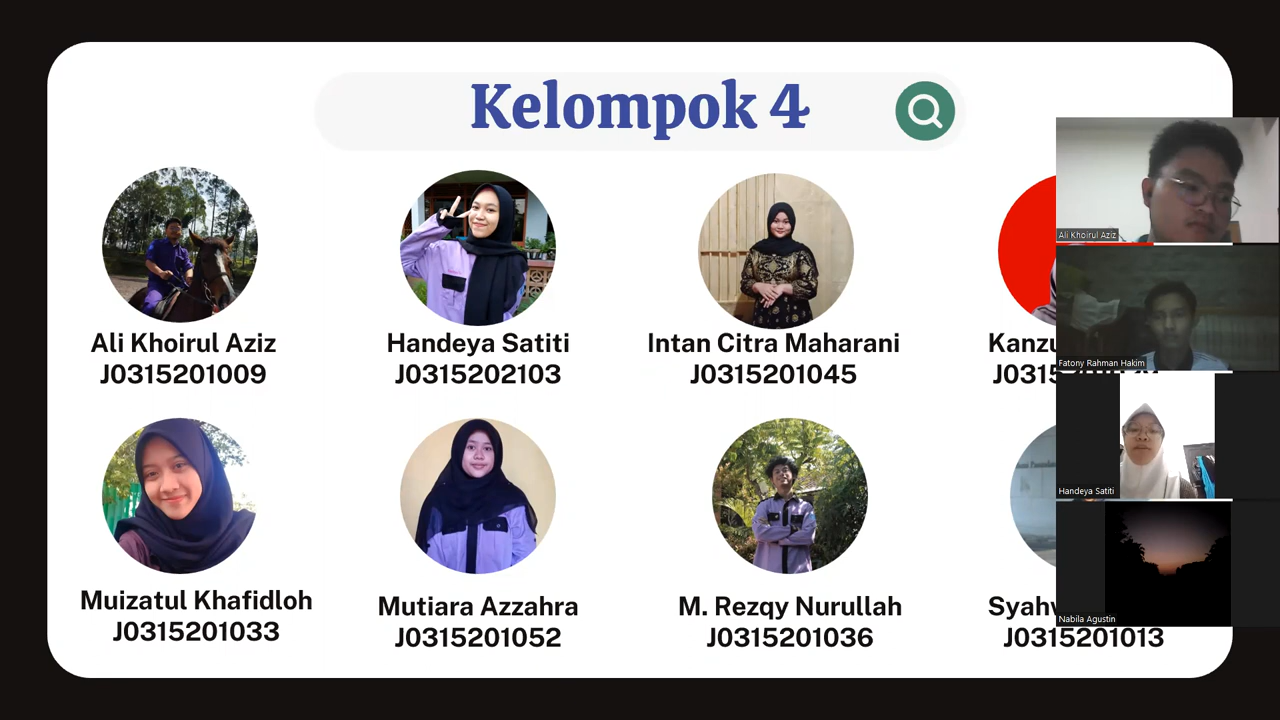 Kelompok 4
Ali Khoirul Aziz
J0315201009
Handeya Satiti
J0315202103
Intan Citra Maharani
J0315201045
Muizatul Khafidloh
J0315201033
Mutiara Azzahra
J0315201052
M. Rezqy Nurullah
J0315201036
J0315201013
Ali Khoirul Aziz
Fatony Rahman Hakim
Handeya Satiti
Nabila Agustin